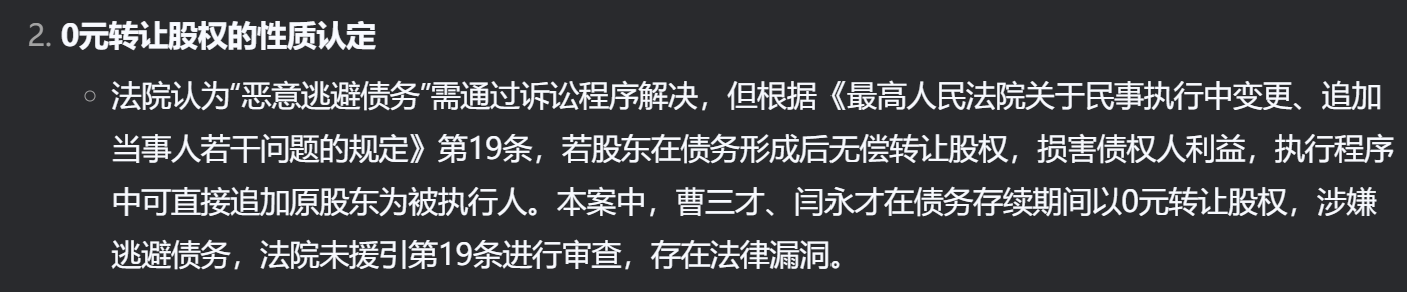 2. 0元转让股权的性质认定
○ 法院认为“恶意逃避债务”需通过诉讼程序解决，但根据《最高人民法院关于民事执行中变更、追加
当事人若干问题的规定》第19条，若股东在债务形成后无偿转让股权，损害债权人利益，执行程序
中可直接追加原股东为被执行人。本案中，曹三才、闫永才在债务存续期间以0元转让股权，涉嫌
逃避债务，法院未援引第19条进行审查，存在法律漏洞。